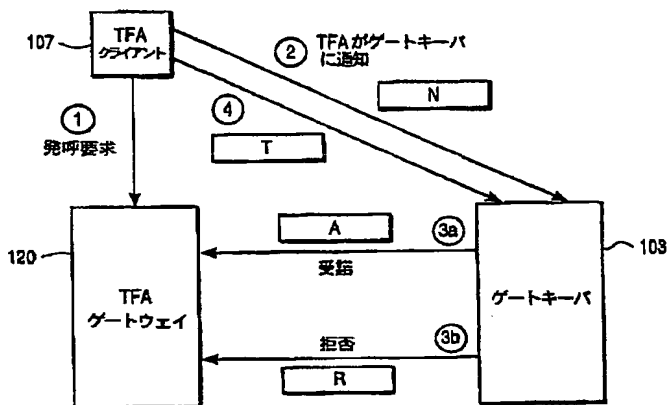 107
TFA
クライアント
② TFAがゲートキーパ
に通知
N
①
発呼要求
④
T
A
3a
受諾
120
TFA
ゲートウェイ
ゲートキーパ
103
拒否
3b
R